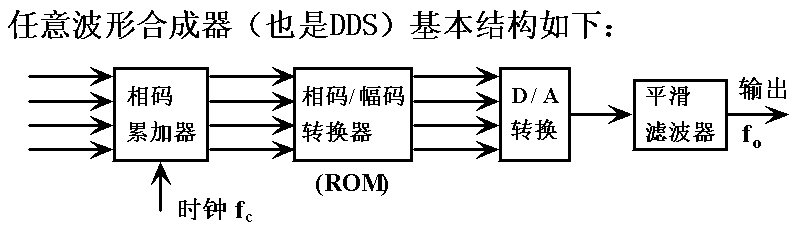 任意波形合成器（也是DDS）基本结构如下：
相码
累加器
相码/幅码
转换器
(ROM)
D/A
转换
平滑
滤波器
输出
fo
时钟 fc